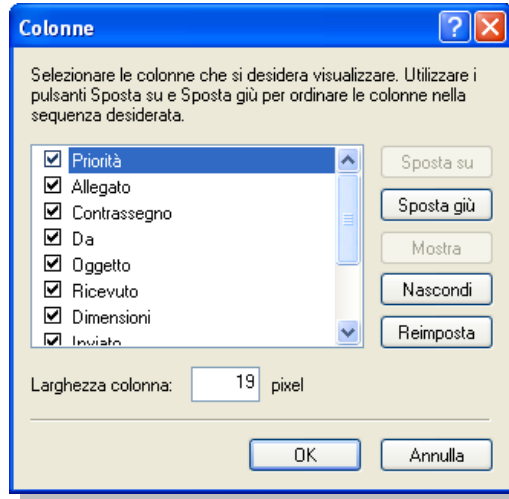 Colonne
Selezionare le colonne che si desidera visualizzare. Utilizzare i
pulsanti Sposta su e Sposta giù per ordinare le colonne nella
sequenza desiderata.
Priorità
Allegato
Contrassegno
Da
Oggetto
Ricevuto
Dimensioni
Inviato
Sposta su
Sposta giù
Mostra
Nascondi
Reimposta
Larghezza colonna: 19 pixel
OK Annulla